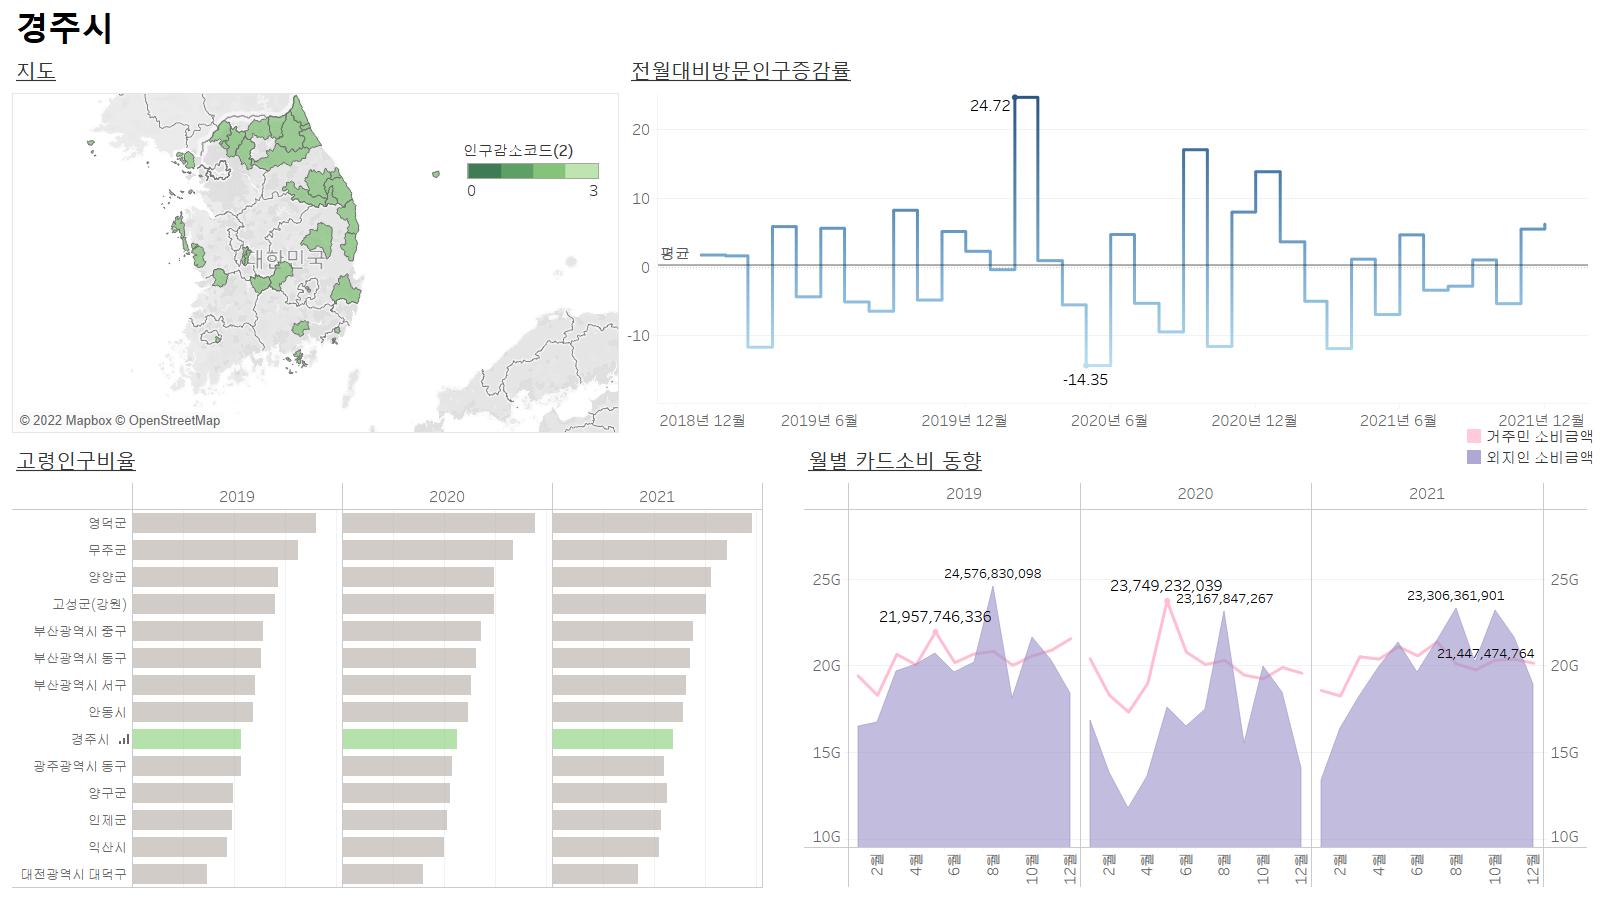 경주시
지도
인구감소코드(2)
0 3
대한민국
© 2022 Mapbox © OpenStreetMap
전월대비방문인구증감률
20
10
0
-10
평균
24.72
-14.35
2018년 12월 2019년 6월 2019년 12월 2020년 6월 2020년 12월 2021년 6월 2021년 12월
고령인구비율
2019 2020 2021
영덕군
무주군
양양군
고성군(강원)
부산광역시 중구
부산광역시 동구
부산광역시 서구
안동시
경주시
광주광역시 동구
양구군
인제군
익산시
대전광역시 대덕구
월별 카드소비 동향
거주민 소비금액
외지인 소비금액
2019 2020 2021
25G 25G
20G 20G
15G 15G
10G 10G
24,576,830,098
21,957,746,336
23,749,232,039
23,167,847,267
23,306,361,901
21,447,474,764
2월 4월 6월 8월 10월 12월 2월 4월 6월 8월 10월 12월 2월 4월 6월 8월 10월 12월